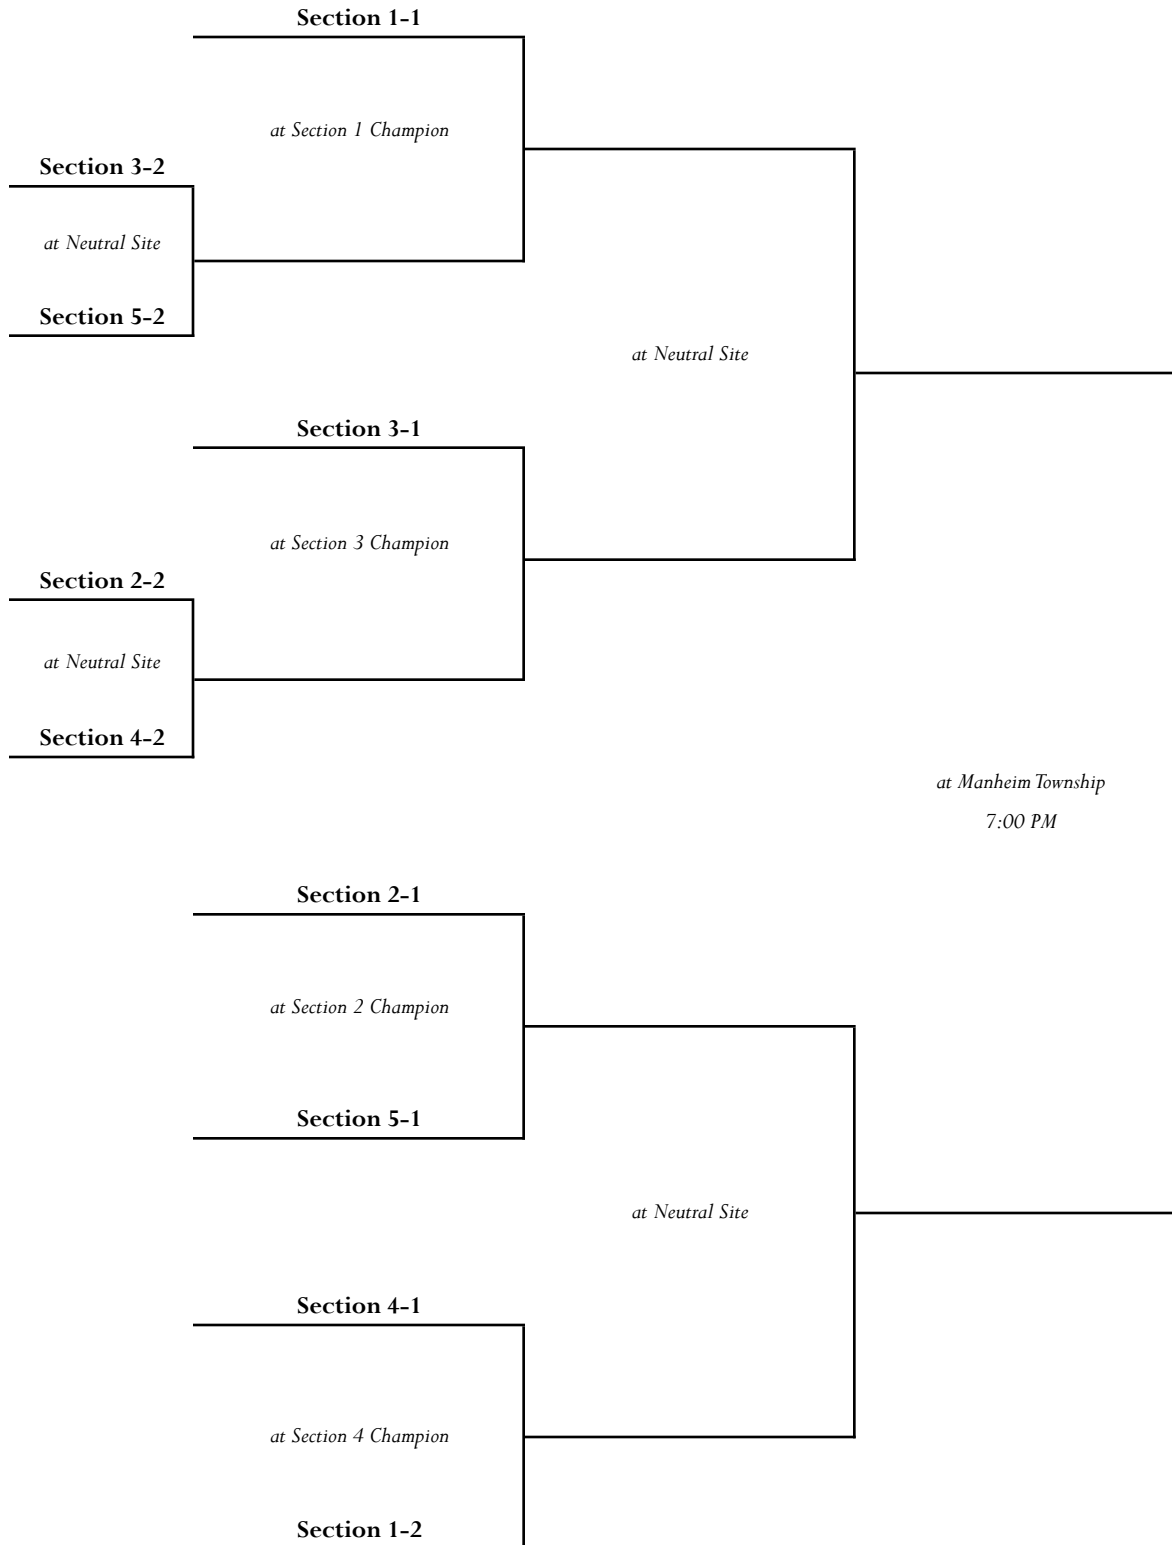 Section 1-1
at Section 1 Champion
Section 3-2
at Neutral Site
Section 5-2
at Neutral Site
Section 3-1
at Section 3 Champion
Section 2-2
at Neutral Site
Section 4-2
at Manheim Township
7:00 PM
Section 2-1
at Section 2 Champion
Section 5-1
at Neutral Site
Section 4-1
at Section 4 Champion
Section 1-2